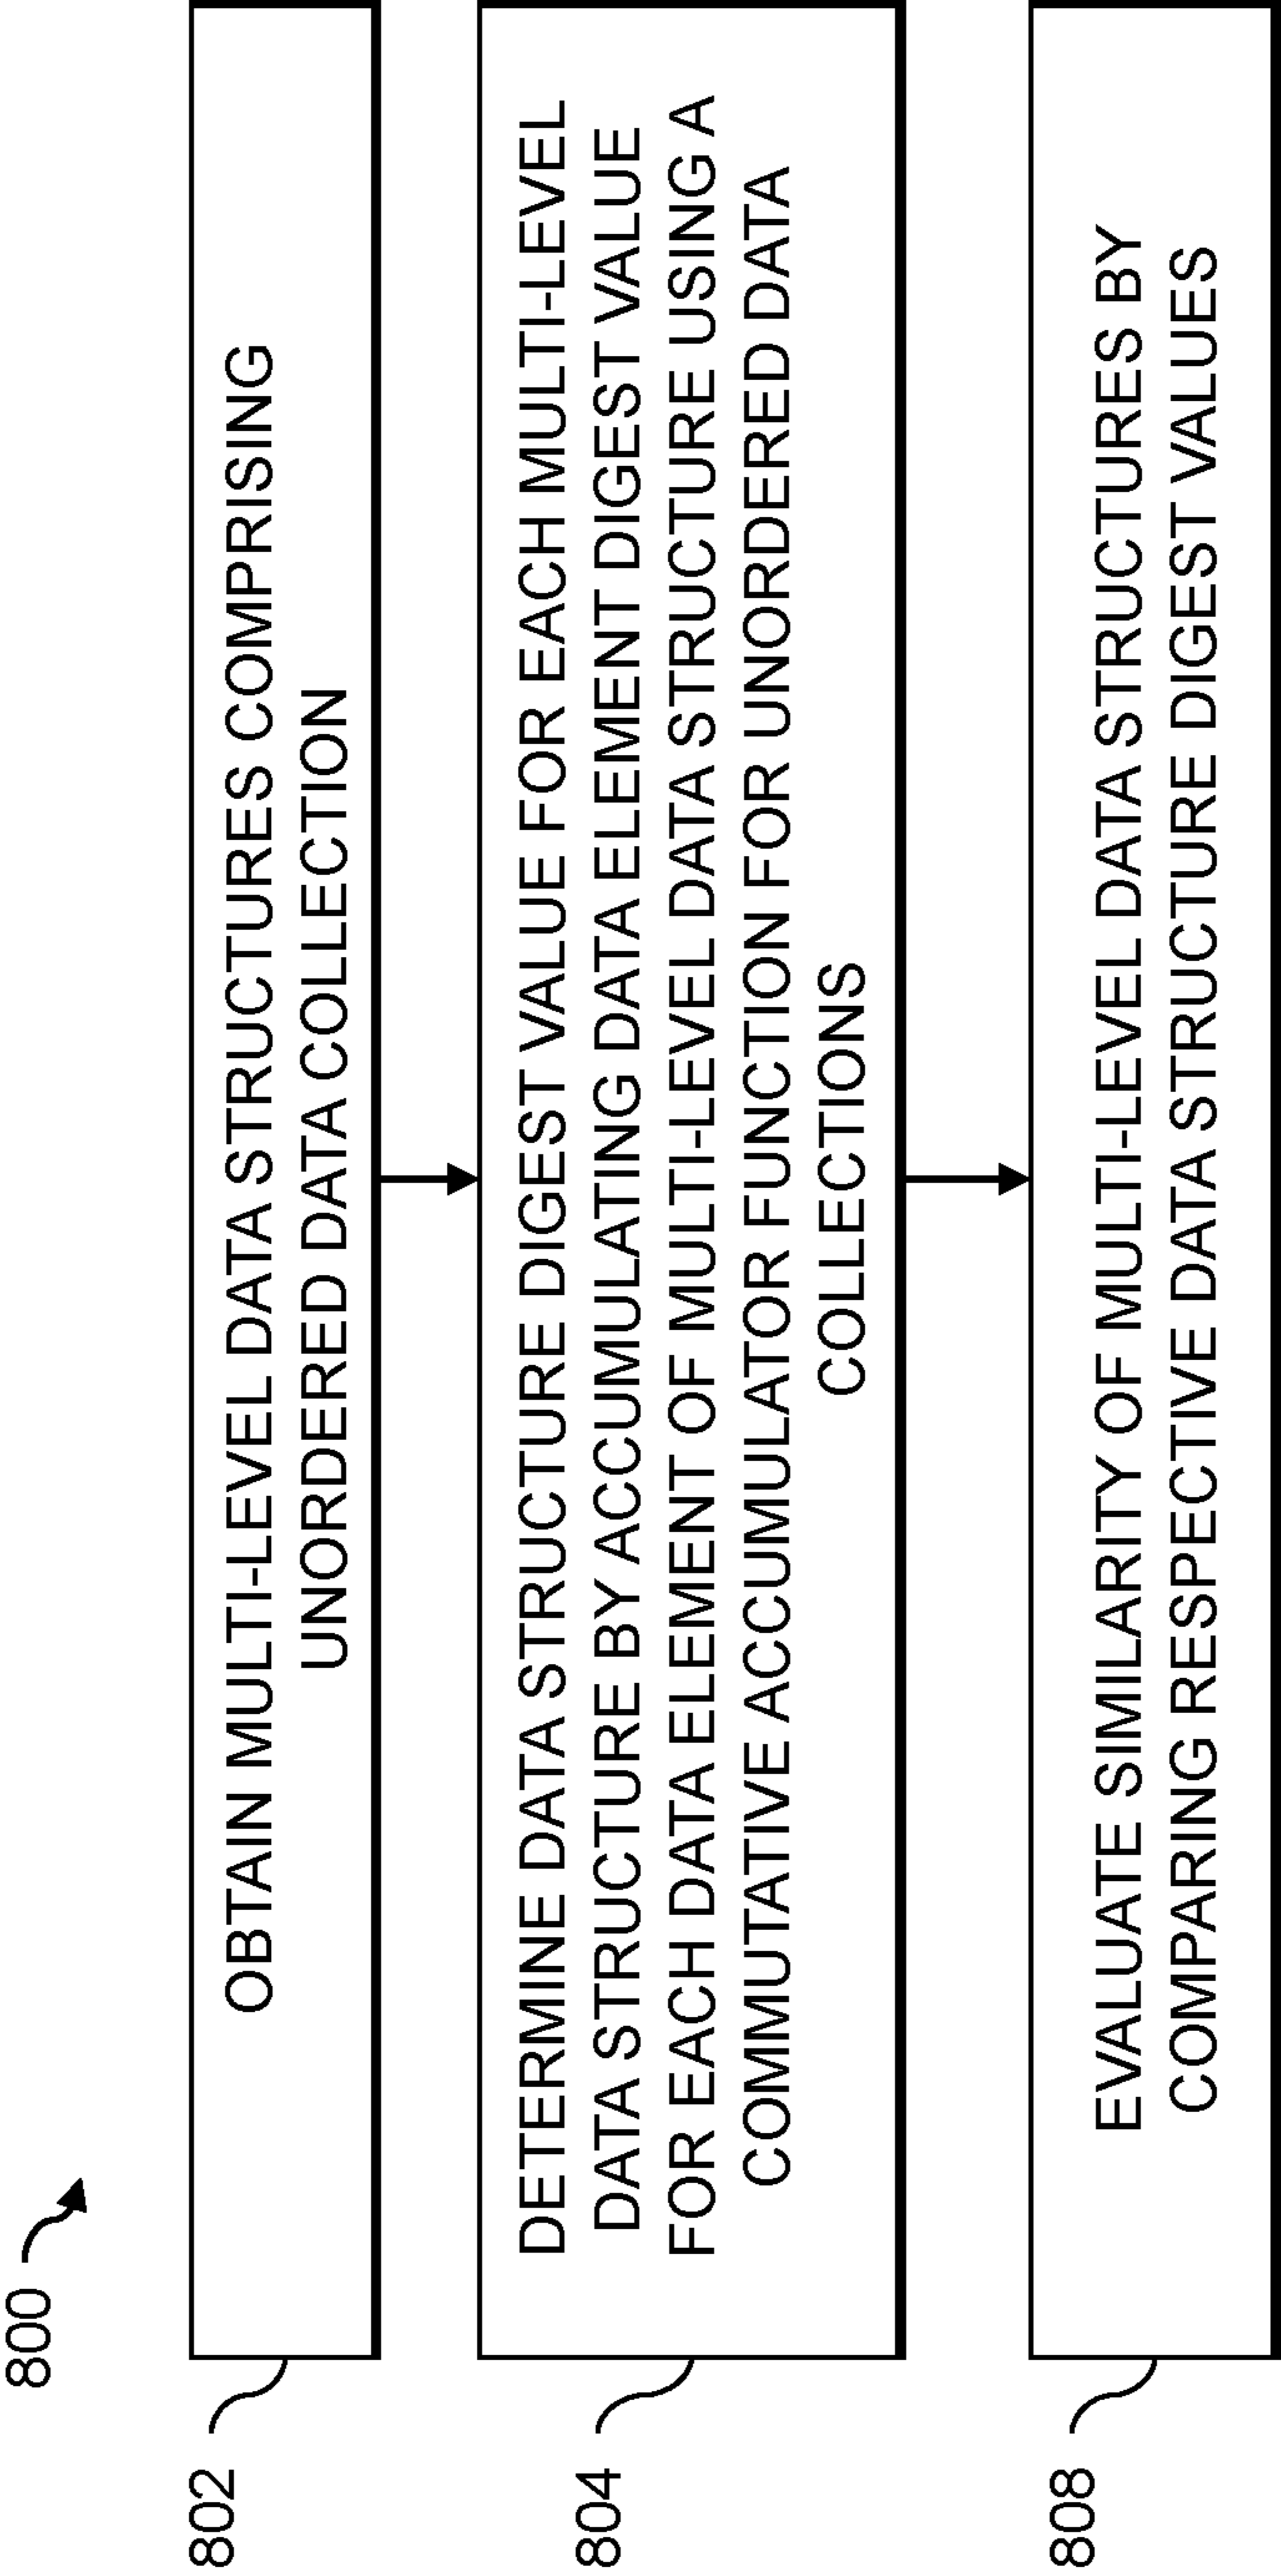 800
802
OBTAIN MULTI-LEVEL DATA STRUCTURES COMPRISING
UNORDERED DATA COLLECTION
804
DETERMINE DATA STRUCTURE DIGEST VALUE FOR EACH MULTI-LEVEL
DATA STRUCTURE BY ACCUMULATING DATA ELEMENT DIGEST VALUE
FOR EACH DATA ELEMENT OF MULTI-LEVEL DATA STRUCTURE USING A
COMMUTATIVE ACCUMULATOR FUNCTION FOR UNORDERED DATA
COLLECTIONS
808
EVALUATE SIMILARITY OF MULTI-LEVEL DATA STRUCTURES BY
COMPARING RESPECTIVE DATA STRUCTURE DIGEST VALUES